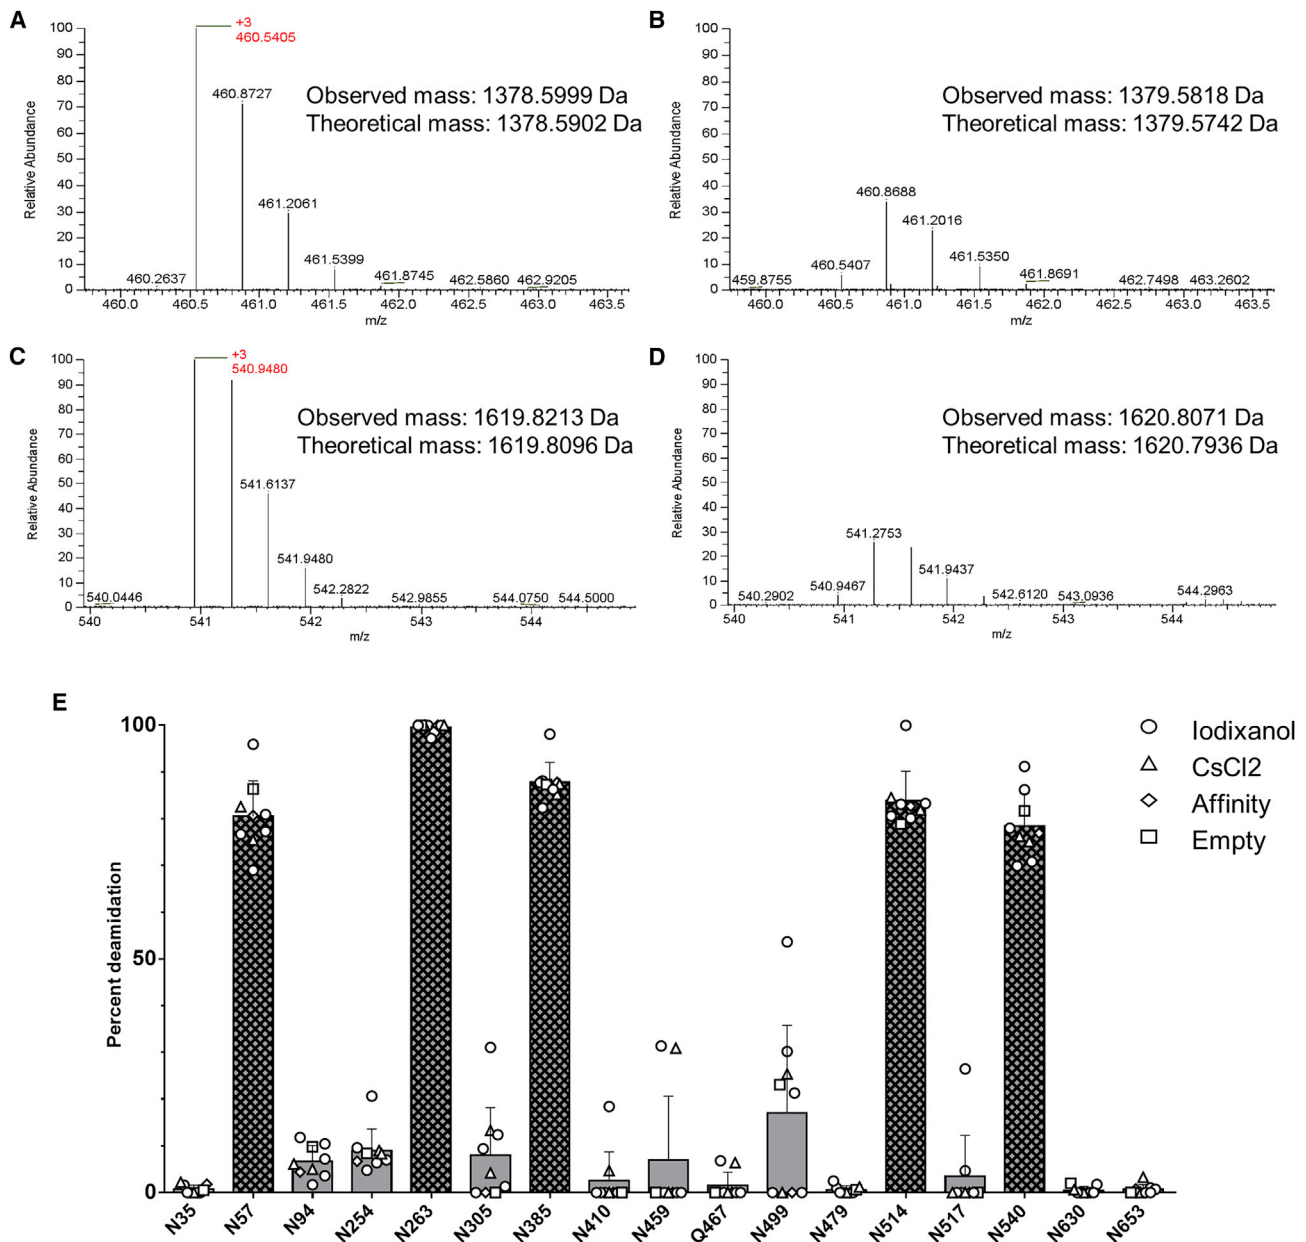 A
+3
460.5405
100
90
80
70
60
50
40
30
20
10
0
Relative Abundance
460.8727
Observed mass: 1378.5999 Da
Theoretical mass: 1378.5902 Da
461.2061
460.2637
461.5399
461.8745
462.5860
462.9205
460.0 460.5 461.0 461.5 462.0 462.5 463.0 463.5
m/z
B
100
90
80
70
60
50
40
30
20
10
0
Relative Abundance
Observed mass: 1379.5818 Da
Theoretical mass: 1379.5742 Da
460.8688
461.2016
459.8755
460.5407
461.5350
461.8691
462.7498
463.2602
460.0 460.5 461.0 461.5 462.0 462.5 463.0 463.5
m/z
C
+3
540.9480
100
90
80
70
60
50
40
30
20
10
0
Relative Abundance
Observed mass: 1619.8213 Da
Theoretical mass: 1619.8096 Da
541.6137
541.9480
540.0446
542.2822
542.9855
544.0750
544.5000
540 541 542 543 544
m/z
D
100
90
80
70
60
50
40
30
20
10
0
Relative Abundance
Observed mass: 1620.8071 Da
Theoretical mass: 1620.7936 Da
541.2753
540.2902
540.9467
541.9437
542.6120
543.0936
544.2963
540 541 542 543 544
m/z
E
100
50
0
Percent deamidation
Iodixanol
CsCl2
Affinity
Empty
N35 N57 N94 N254 N263 N305 N385 N410 N459 Q467 N499 N479 N514 N517 N540 N630 N653